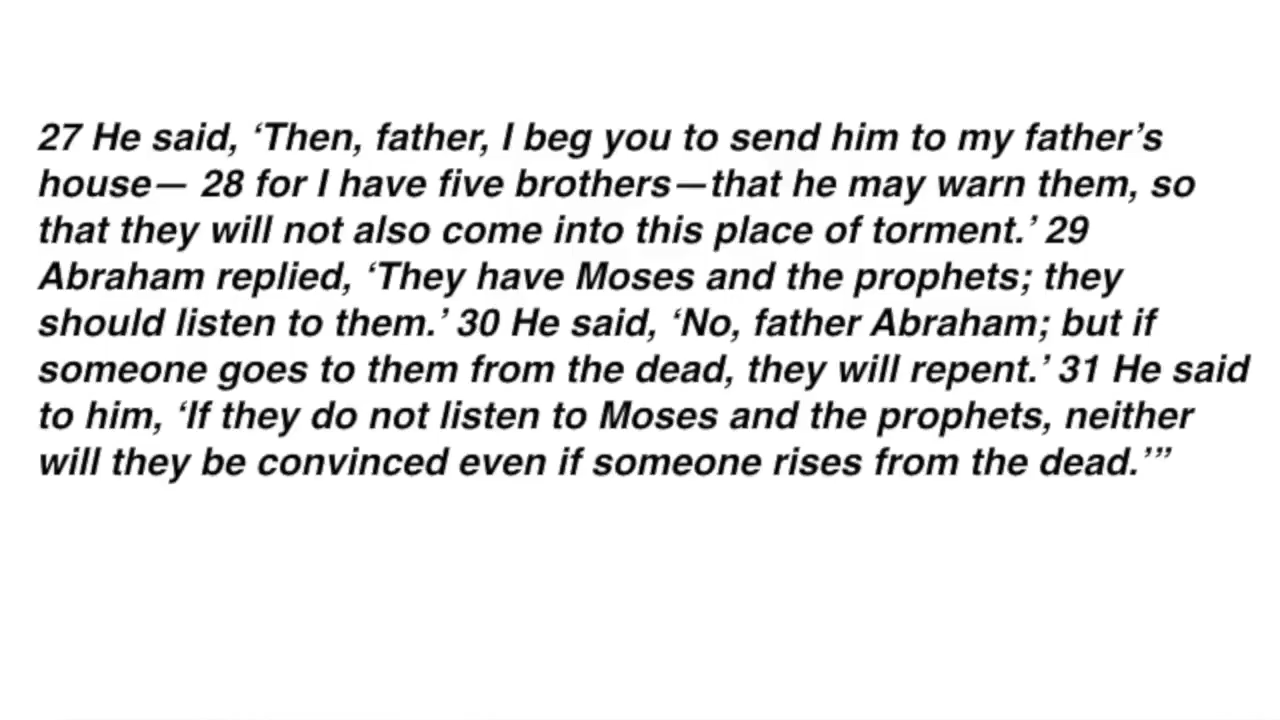 27 He said, ‘Then, father, I beg you to send him to my father’s
house— 28 for I have five brothers—that he may warn them, so
that they will not also come into this place of torment.’ 29
Abraham replied, ‘They have Moses and the prophets; they
should listen to them.’ 30 He said, ‘No, father Abraham; but if
someone goes to them from the dead, they will repent.’ 31 He said
to him, ‘If they do not listen to Moses and the prophets, neither
will they be convinced even if someone rises from the dead.’”